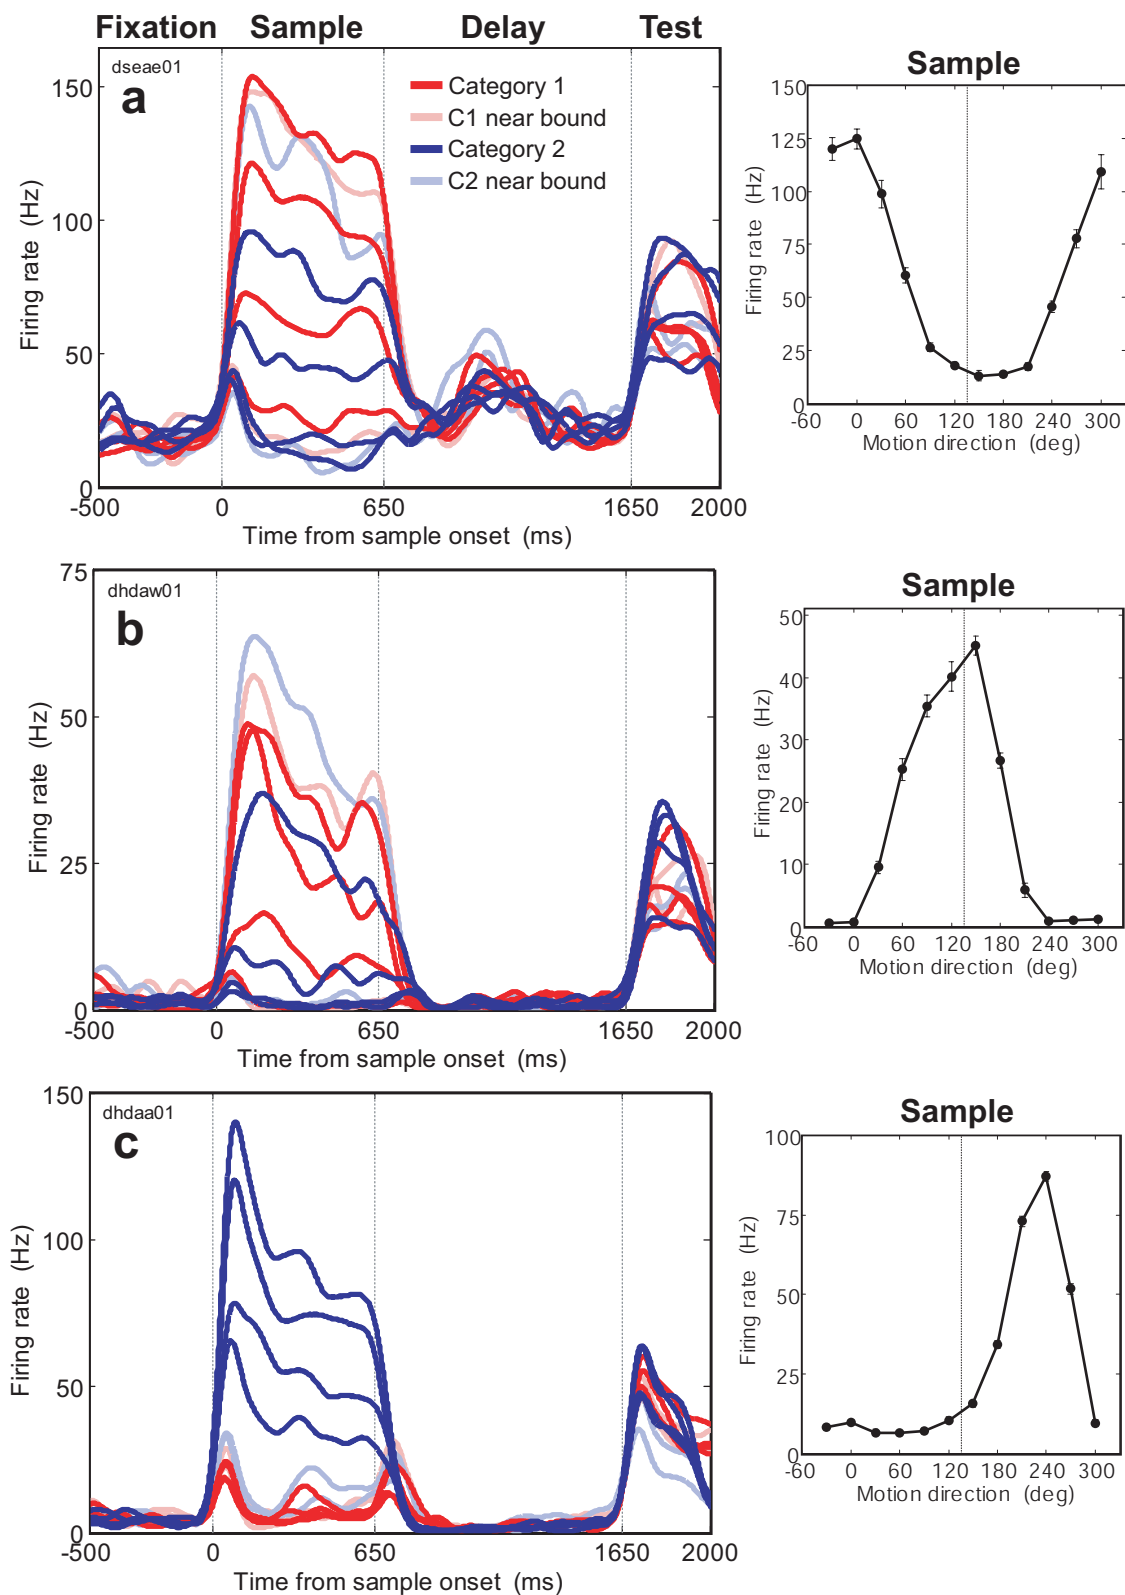 Fixation Sample Delay Test
dseae01
a
Category 1
C1 near bound
Category 2
C2 near bound
150
100
50
0
Firing rate (Hz)
-500 0 650 1650 2000
Time from sample onset (ms)
Sample
150
125
100
75
50
25
0
Firing rate (Hz)
-60 0 60 120 180 240 300
Motion direction (deg)
dhdaw01
b
75
50
25
0
Firing rate (Hz)
-500 0 650 1650 2000
Time from sample onset (ms)
Sample
50
40
30
20
10
0
Firing rate (Hz)
-60 0 60 120 180 240 300
Motion direction (deg)
dhdaa01
c
150
100
50
0
Firing rate (Hz)
-500 0 650 1650 2000
Time from sample onset (ms)
Sample
100
75
50
25
0
Firing rate (Hz)
-60 0 60 120 180 240 300
Motion direction (deg)